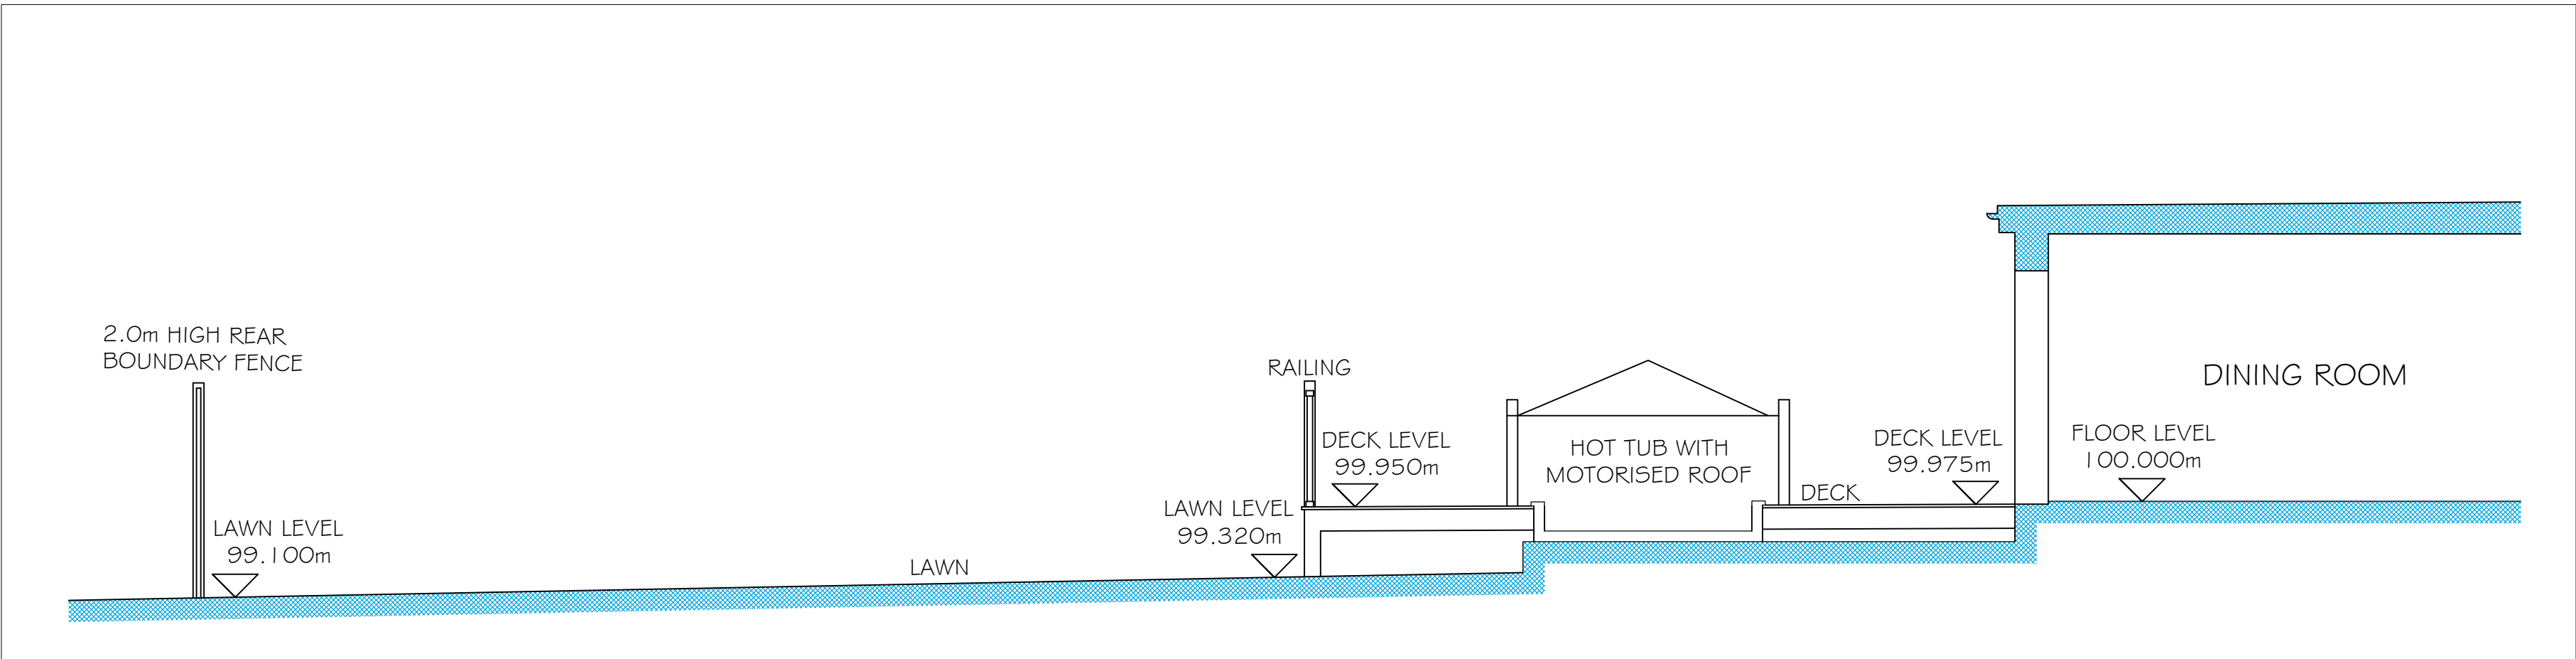 2.0m HIGH REAR
BOUNDARY FENCE
LAWN LEVEL
99.100m
LAWN
LAWN LEVEL
99.320m
RAILING
DECK LEVEL
99.950m
HOT TUB WITH
MOTORISED ROOF
DECK
DECK LEVEL
99.975m
FLOOR LEVEL
100.000m
DINING ROOM